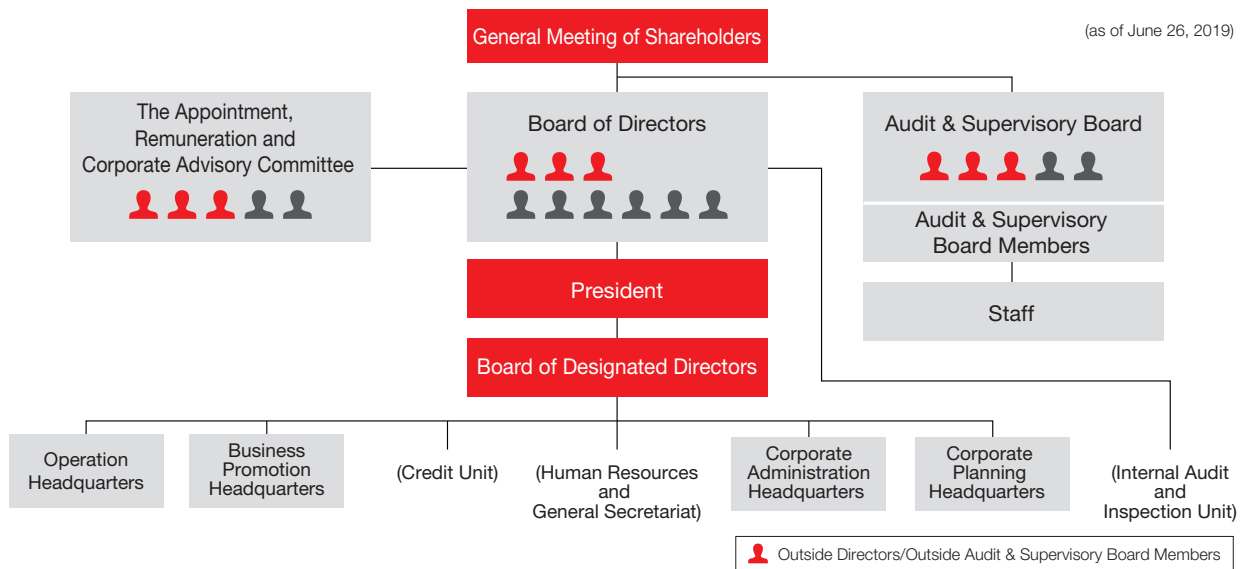 General Meeting of Shareholders
(as of June 26, 2019)
The Appointment,
Remuneration and
Corporate Advisory Committee
Board of Directors
Audit & Supervisory Board
Audit & Supervisory
Board Members
President
Staff
Board of Designated Directors
Operation
Headquarters
Business
Promotion
Headquarters
(Credit Unit)
(Human Resources
and
General Secretariat)
Corporate
Administration
Headquarters
Corporate
Planning
Headquarters
(Internal Audit
and
Inspection Unit)
Outside Directors/Outside Audit & Supervisory Board Members